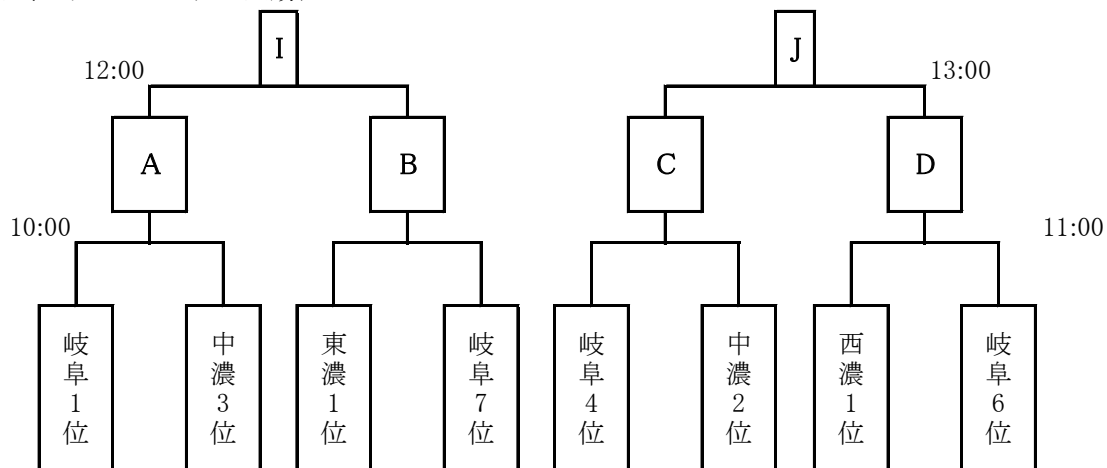 I
J
12:00
13:00
A
B
C
D
10:00
11:00
岐阜1位
中濃3位
東濃1位
岐阜7位
岐阜4位
中濃2位
西濃1位
岐阜6位